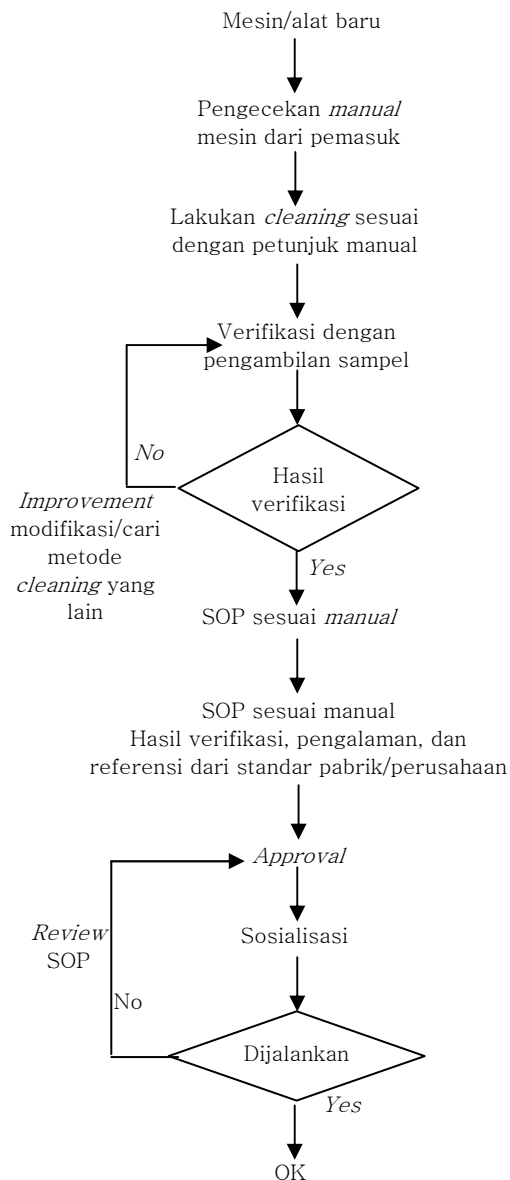 Mesin/alat baru
Pengecekan manual
mesin dari pemasuk
Lakukan cleaning sesuai
dengan petunjuk manual
Verifikasi dengan
pengambilan sampel
No
Hasil
verifikasi
Improvement
modifikasi/cari
metode
cleaning yang
lain
Yes
SOP sesuai manual
SOP sesuai manual
Hasil verifikasi, pengalaman, dan
referensi dari standar pabrik/perusahaan
Approval
Review
SOP
Sosialisasi
No
Dijalankan
Yes
OK